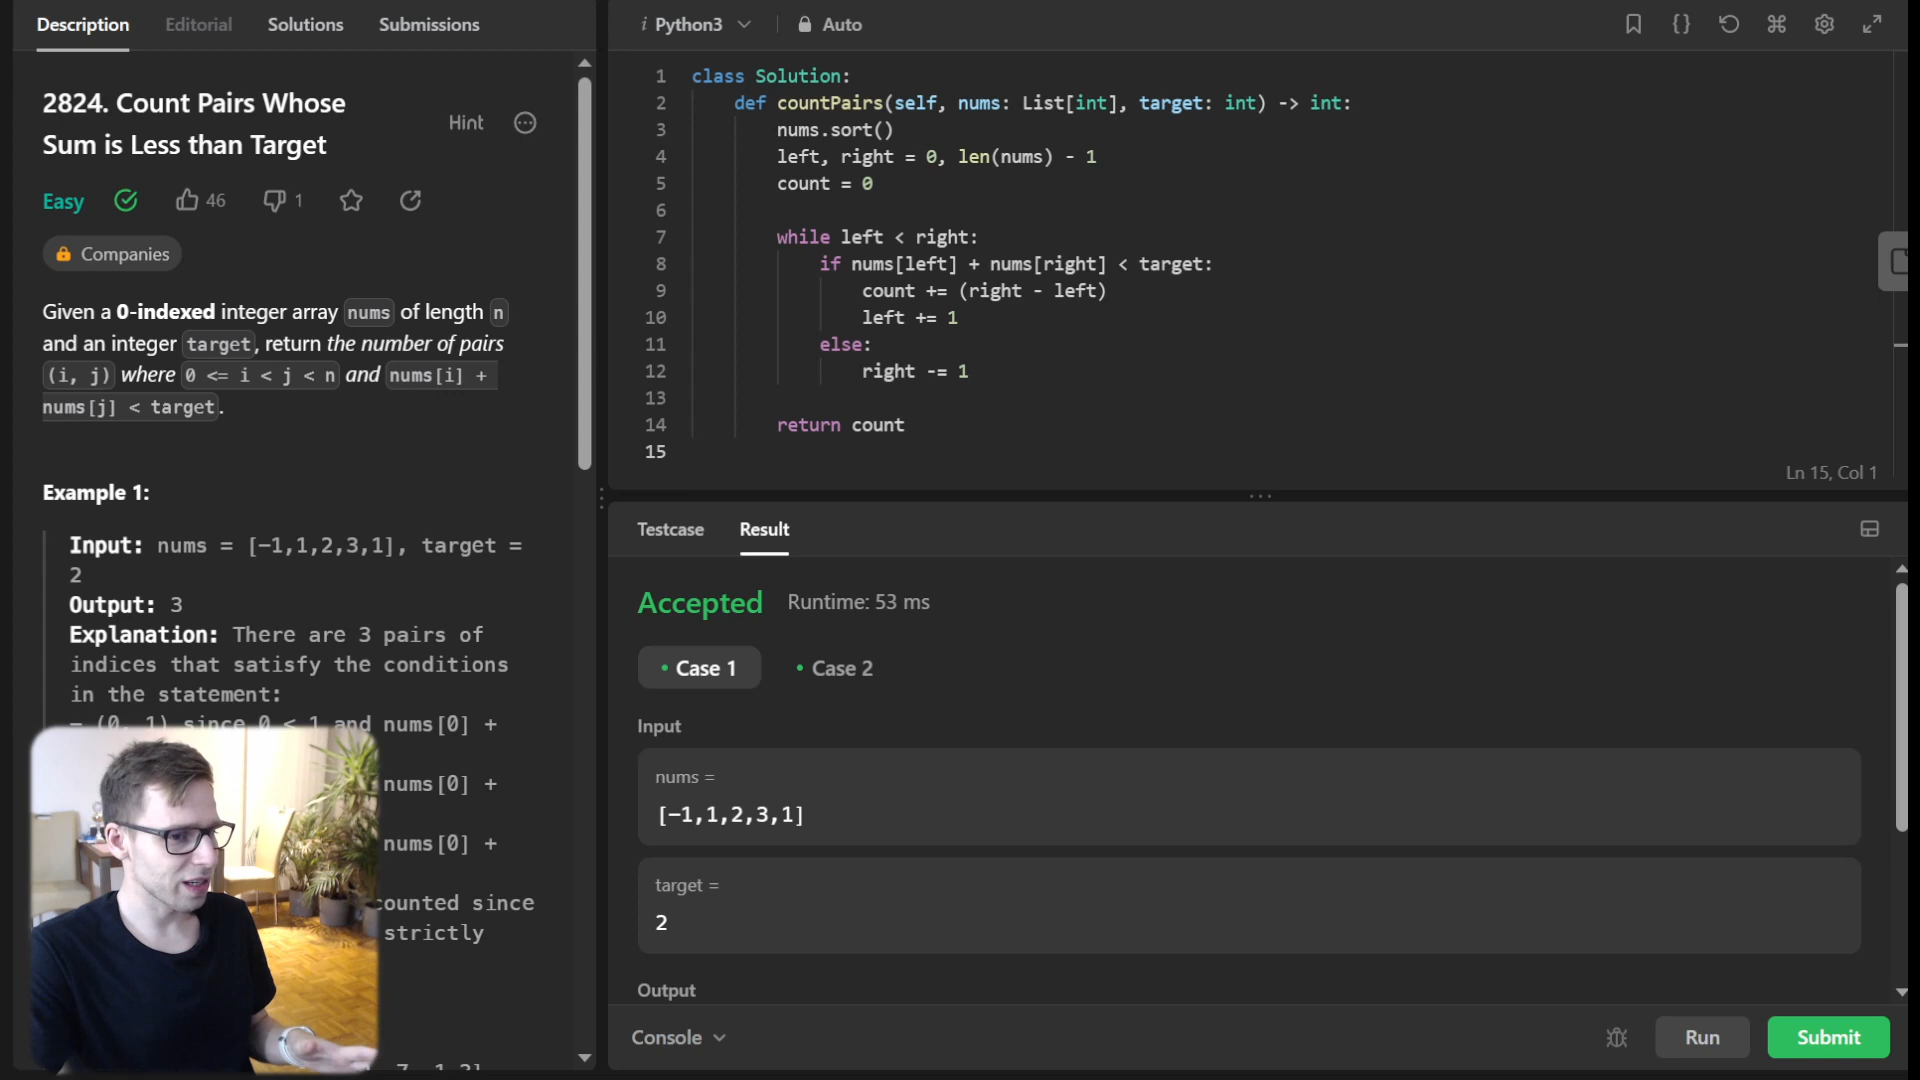 Description Editorial Solutions Submissions
2824. Count Pairs Whose
Sum is Less than Target
Hint
Easy 46 1
Companies
Given a 0-indexed integer array nums of length n
and an integer target, return the number of pairs
(i, j) where 0 <= i < j < n and nums[i] +
nums[j] < target.
Example 1:
Input: nums = [-1,1,2,3,1], target =
2
Output: 3
Explanation: There are 3 pairs of
indices that satisfy the conditions
in the statement:
- (0, 1) since 0 < 1 and nums[0] +
nums[0] +
nums[0] +
counted since
strictly
i Python3 Auto
1 class Solution:
2 def countPairs(self, nums: List[int], target: int) -> int:
3 nums.sort()
4 left, right = 0, len(nums) - 1
5 count = 0
6
7 while left < right:
8 if nums[left] + nums[right] < target:
9 count += (right - left)
10 left += 1
11 else:
12 right -= 1
13
14 return count
15
Ln 15, Col 1
Testcase Result
Accepted Runtime: 53 ms
Case 1 Case 2
Input
nums =
[-1,1,2,3,1]
target =
2
Output
Console Run Submit